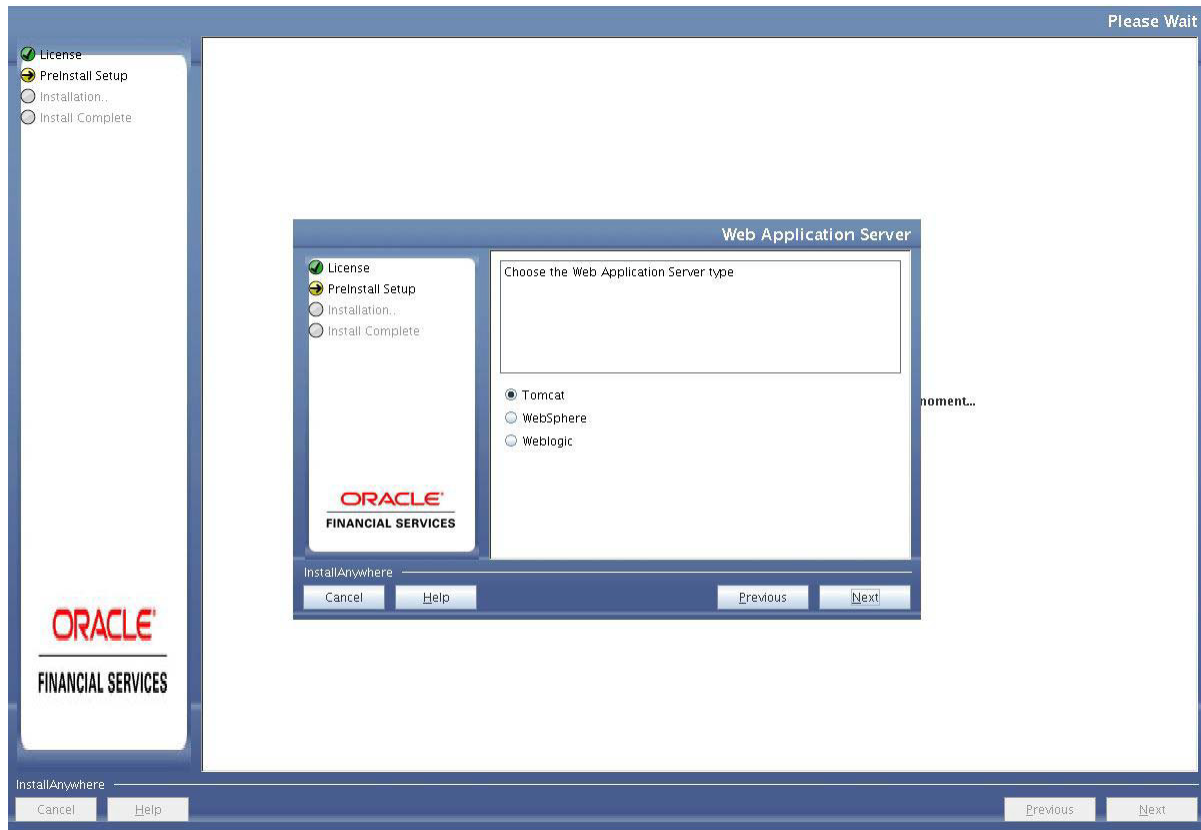 Please Wait
License
PreInstall Setup
Installation..
Install Complete
Web Application Server
License
PreInstall Setup
Installation..
Install Complete
Choose the Web Application Server type
Tomcat
WebSphere
Weblogic
noment...
ORACLE
FINANCIAL SERVICES
InstallAnywhere
Cancel
Help
Previous
Next
ORACLE
FINANCIAL SERVICES
InstallAnywhere
Cancel
Help
Previous
Next